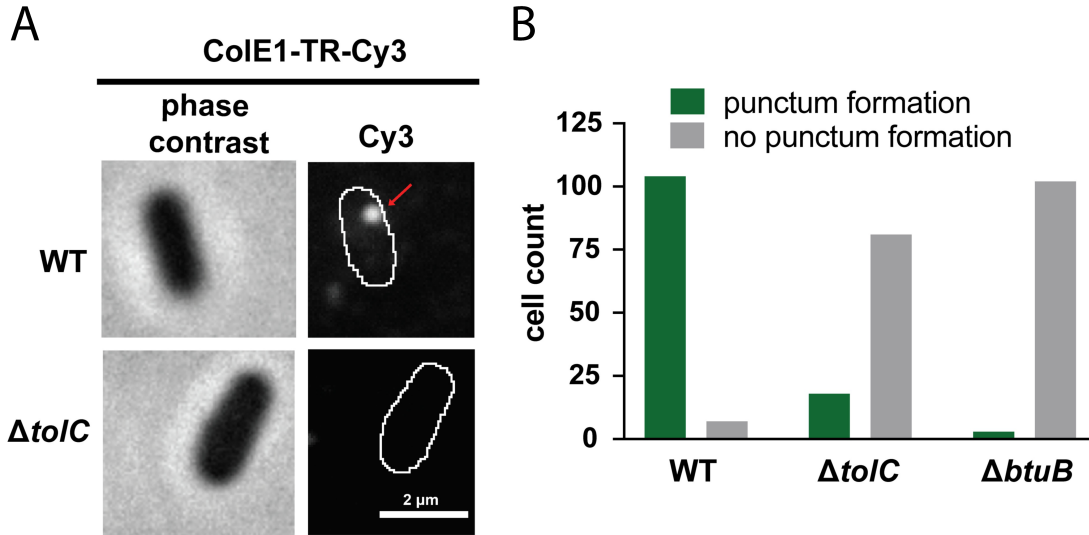 A
ColE1-TR-Cy3
phase
contrast
Cy3
WT
ΔtolC
2 μm
B
punctum formation
no punctum formation
cell count
125
100
75
50
25
0
WT
ΔtolC
ΔbtuB